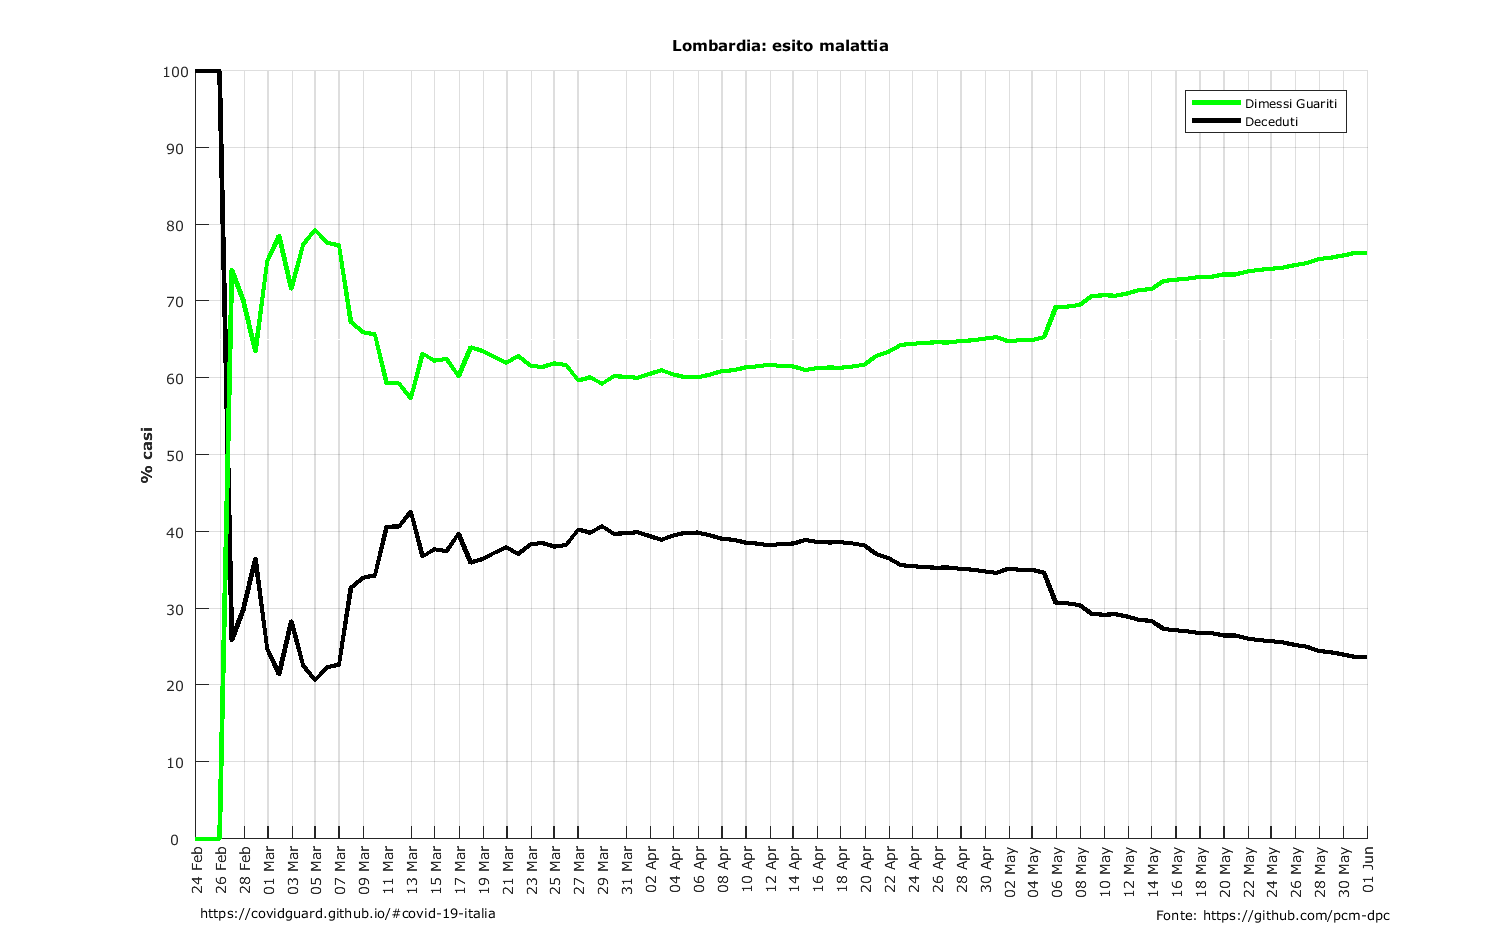 Lombardia: esito malattia
100
90
80
70
60
50
40
30
20
10
0
% casi
Dimessi Guariti
Deceduti
24 Feb
26 Feb
28 Feb
01 Mar
03 Mar
05 Mar
07 Mar
09 Mar
11 Mar
13 Mar
15 Mar
17 Mar
19 Mar
21 Mar
23 Mar
25 Mar
27 Mar
29 Mar
31 Mar
02 Apr
04 Apr
06 Apr
08 Apr
10 Apr
12 Apr
14 Apr
16 Apr
18 Apr
20 Apr
22 Apr
24 Apr
26 Apr
28 Apr
30 Apr
02 May
04 May
06 May
08 May
10 May
12 May
14 May
16 May
18 May
20 May
22 May
24 May
26 May
28 May
30 May
01 Jun
https://covidguard.github.io/#covid-19-italia
Fonte: https://github.com/pcm-dpc